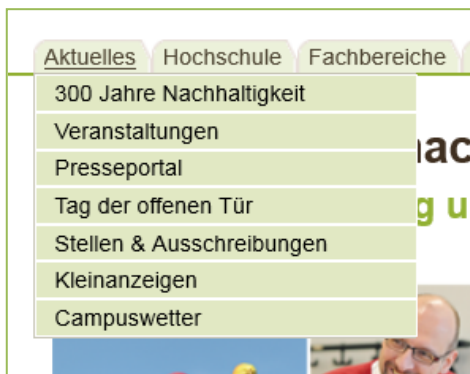 Aktuelles Hochschule Fachbereiche
300 Jahre Nachhaltigkeit
Veranstaltungen
Presseportal
Tag der offenen Tür
Stellen & Ausschreibungen
Kleinanzeigen
Campuswetter